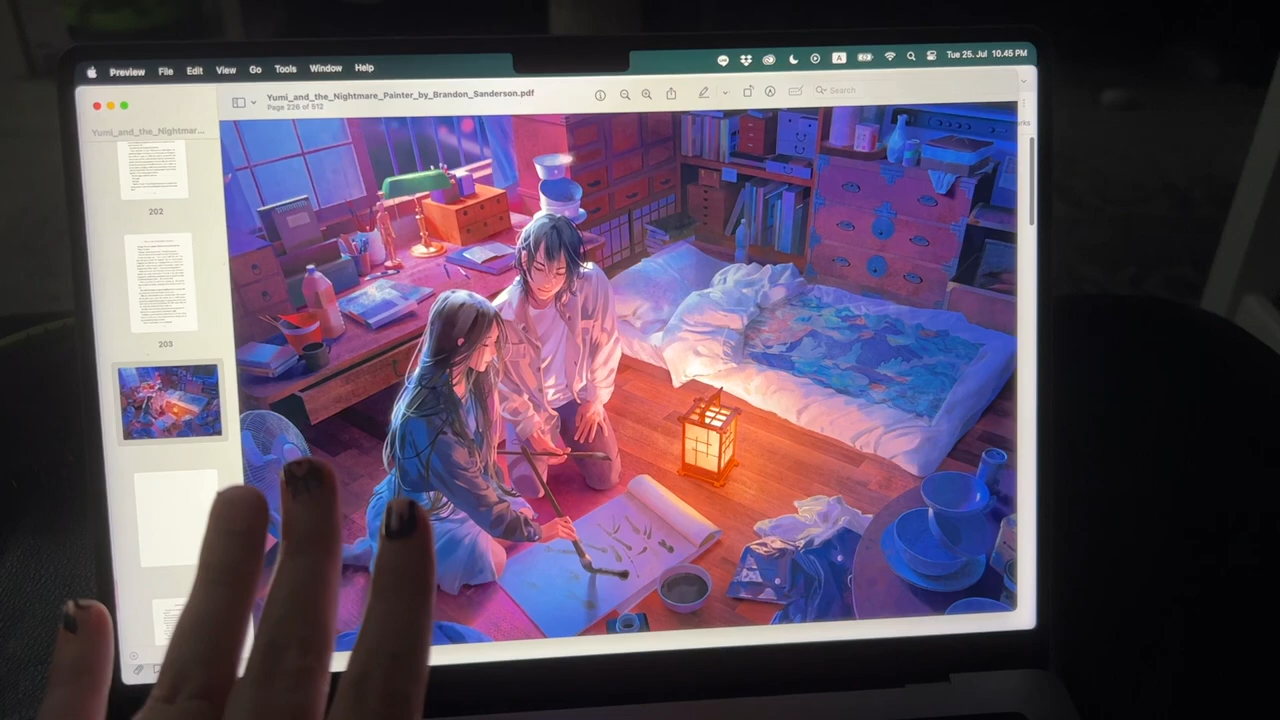 Preview File Edit View Go Tools Window Help
A Tue 25. Jul 10.45 PM
Yumi_and_the_Nightmar...
Yumi_and_the_Nightmare_Painter_by_Brandon_Sanderson.pdf
Page 226 of 512
Search
202
203